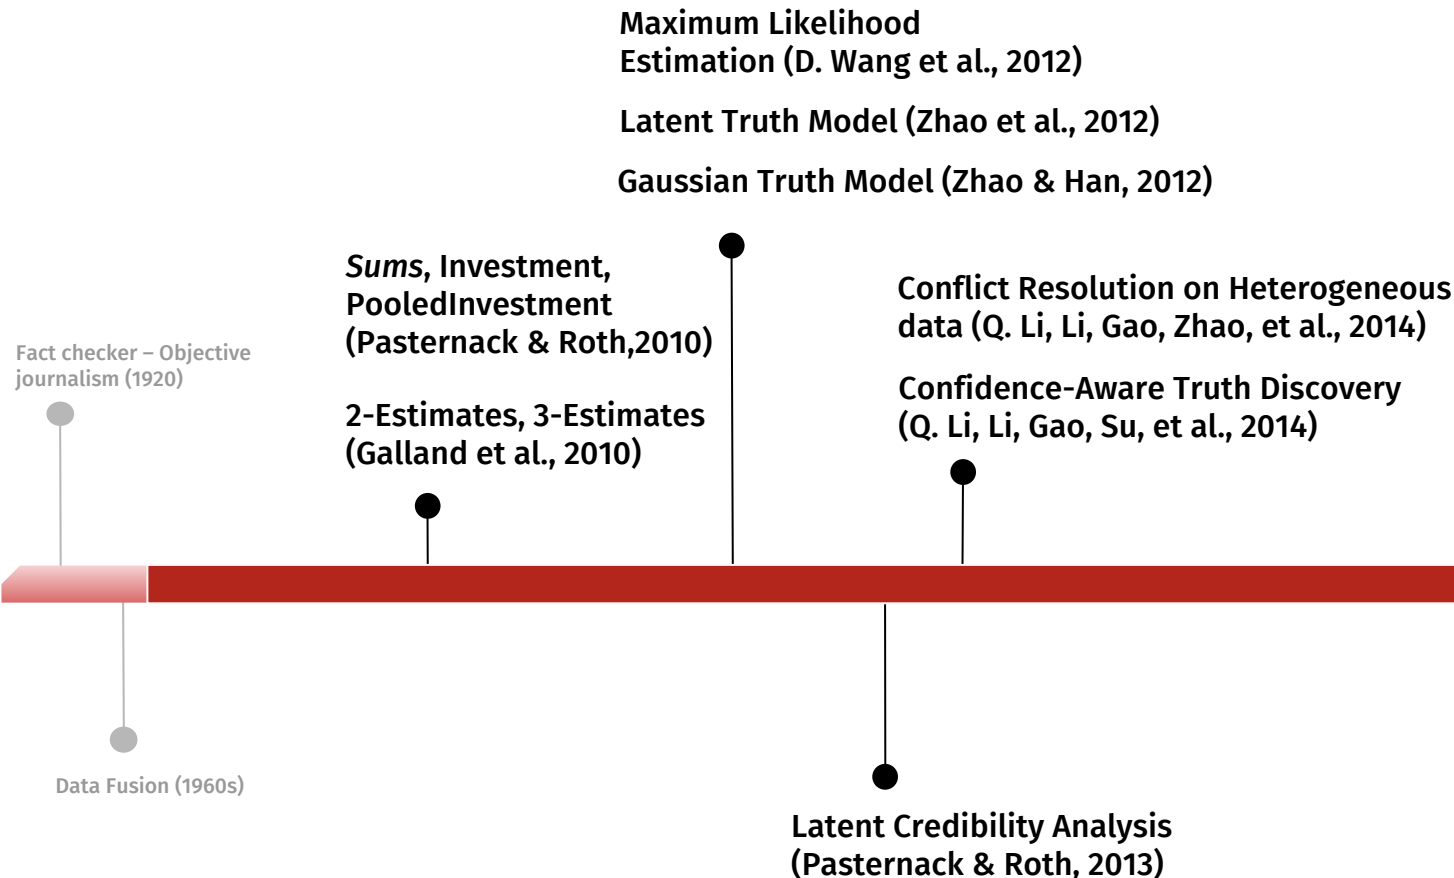 Maximum Likelihood
Estimation (D. Wang et al., 2012)
Latent Truth Model (Zhao et al., 2012)
Gaussian Truth Model (Zhao & Han, 2012)
Sums, Investment,
PooledInvestment
(Pasternack & Roth,2010)
2-Estimates, 3-Estimates
(Galland et al., 2010)
Conflict Resolution on Heterogeneous
data (Q. Li, Li, Gao, Zhao, et al., 2014)
Confidence-Aware Truth Discovery
(Q. Li, Li, Gao, Su, et al., 2014)
Fact checker – Objective
journalism (1920)
Data Fusion (1960s)
Latent Credibility Analysis
(Pasternack & Roth, 2013)